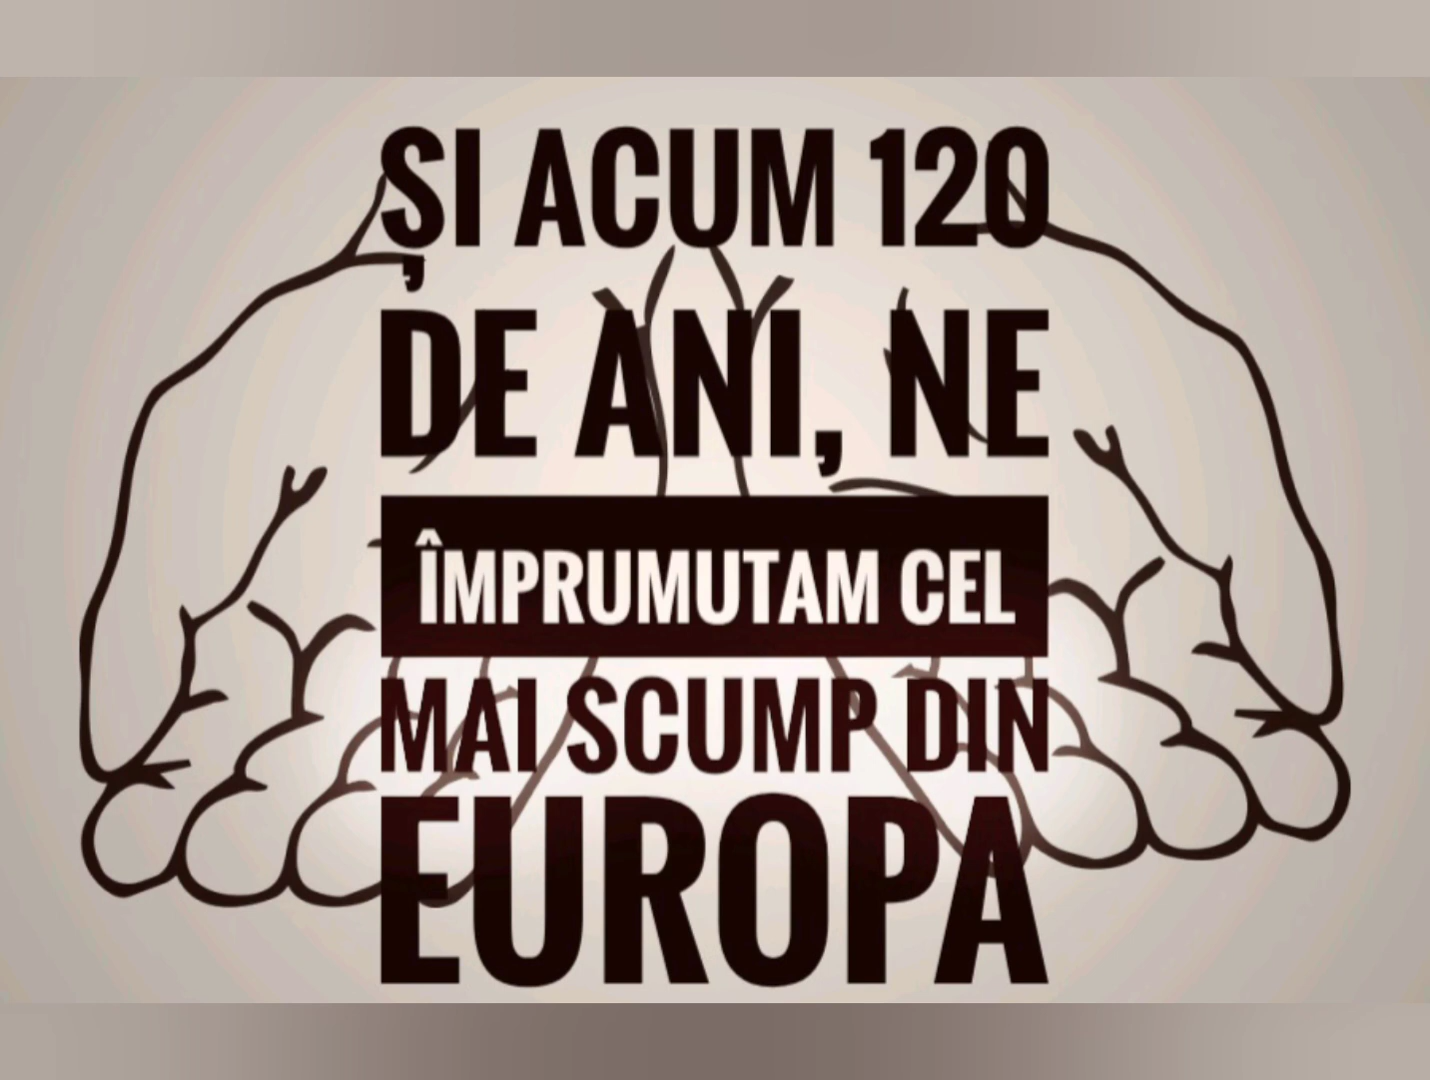 ȘI ACUM 120
DE ANI, NE
ÎMPRUMUTAM CEL
MAI SCUMP DIN
EUROPA